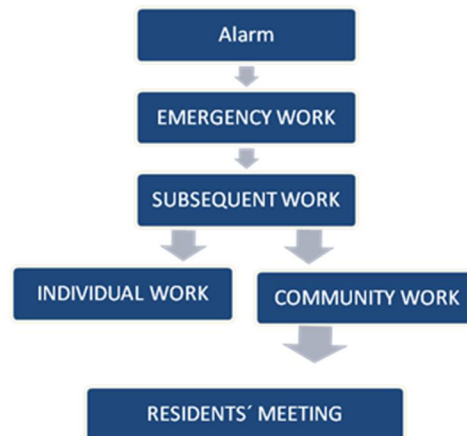 Alarm
EMERGENCY WORK
SUBSEQUENT WORK
INDIVIDUAL WORK
COMMUNITY WORK
RESIDENTS´ MEETING